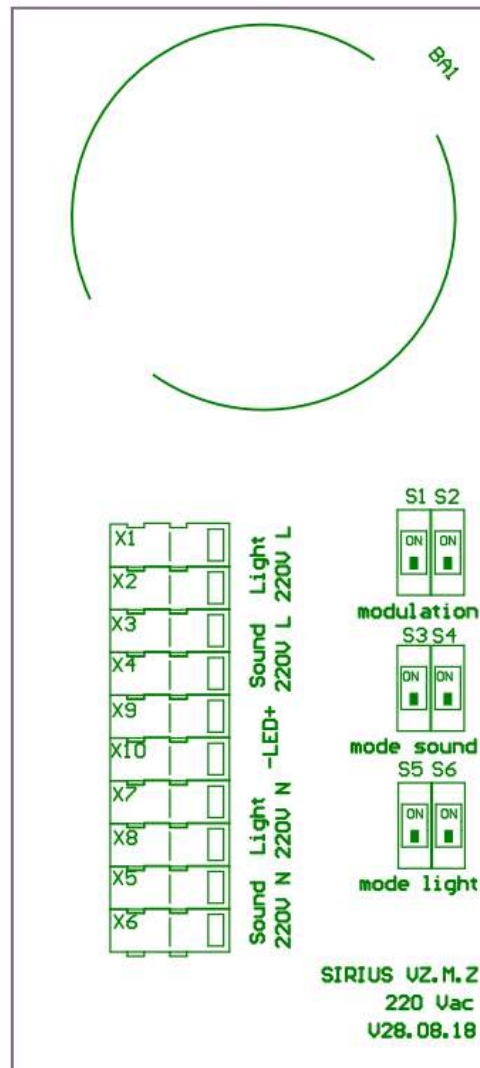 BA1
S1 S2
ON ON
modulation
S3 S4
ON ON
mode sound
S5 S6
ON ON
mode light
X1
X2
X3
X4
X9
X10
X7
X8
X5
X6
Light
220V L
Sound
220V L
-LED+
Light
220V N
Sound
220V N
SIRIUS VZ.M.Z
220 Vac
V28.08.18